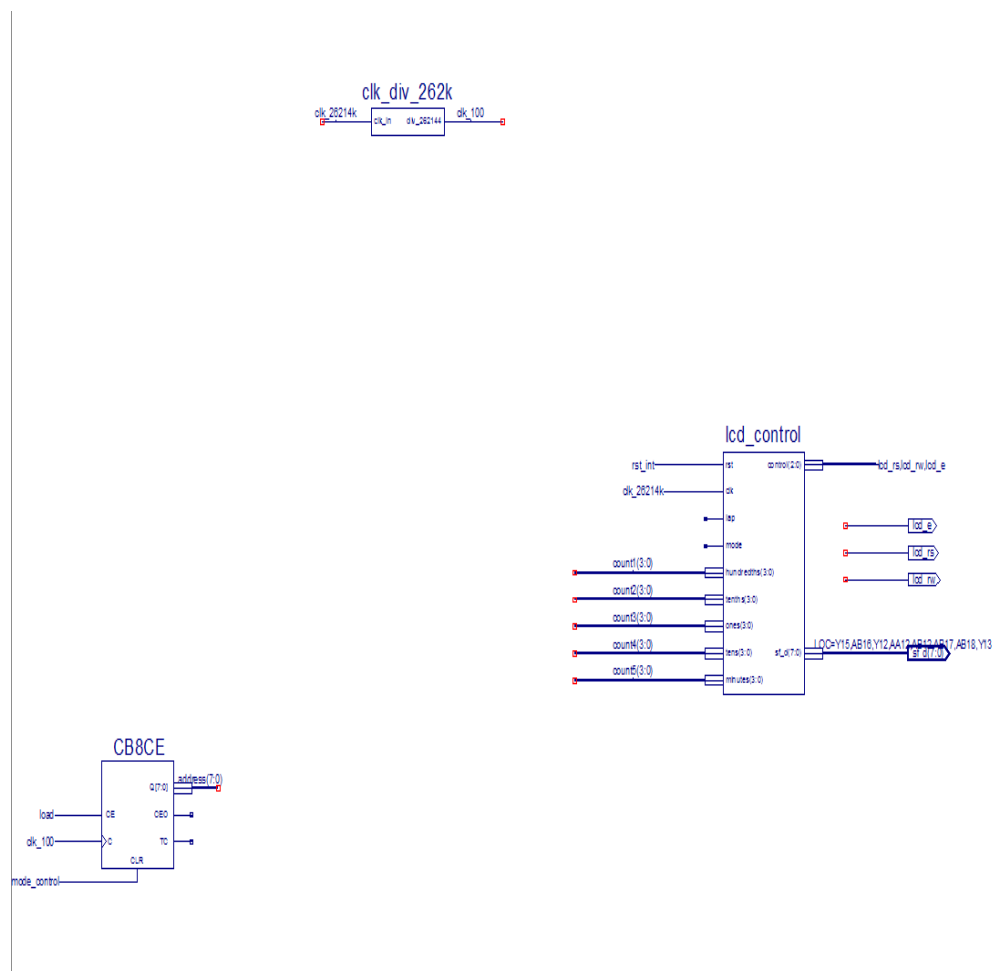 clk_div_262k
clk_26214k
clk_in
div_262144
clk_100
lcd_control
rst_int
rst
control(2:0)
lcd_rs,lcd_rw,lcd_e
clk_26214k
clk
lap
lcd_e
mode
lcd_rs
count1(3:0)
hundredths(3:0)
lcd_rw
count2(3:0)
tenths(3:0)
count3(3:0)
ones(3:0)
count4(3:0)
tens(3:0)
sf_d(7:0)
LOC=Y15,AB16,Y12,AA12,AB12,AB17,AB18,Y13
sf_d(7:0)
count5(3:0)
minutes(3:0)
CB8CE
address(7:0)
Q(7:0)
load
CE
CEO
clk_100
C
TC
CLR
mode_control